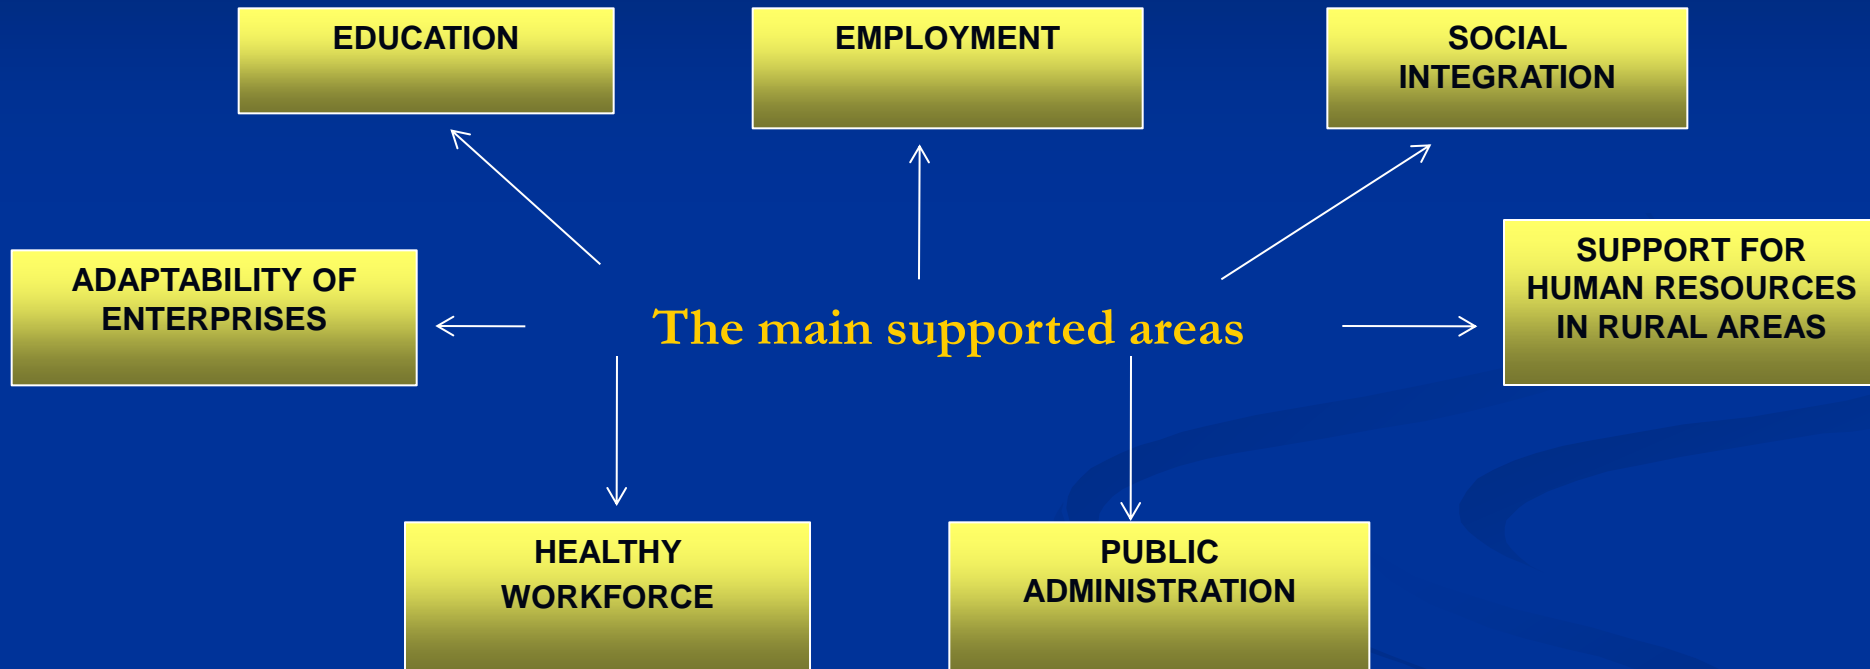 EDUCATION
EMPLOYMENT
SOCIAL
INTEGRATION
ADAPTABILITY OF
ENTERPRISES
The main supported areas
SUPPORT FOR
HUMAN RESOURCES
IN RURAL AREAS
HEALTHY
WORKFORCE
PUBLIC
ADMINISTRATION